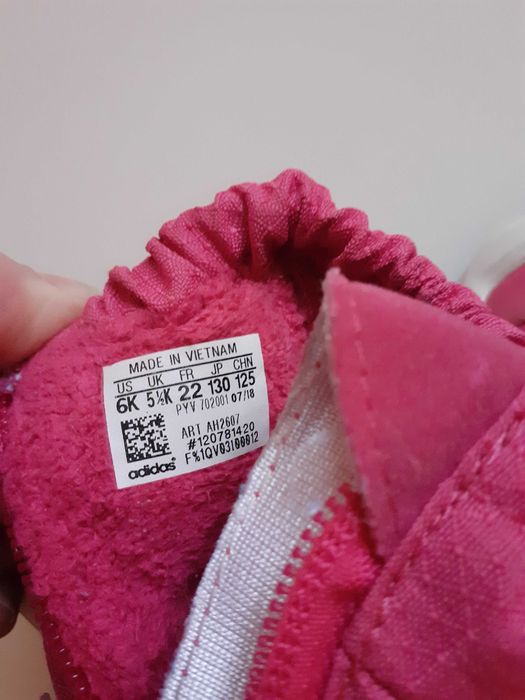 MADE IN VIETNAM
US UK FR JP CHN
6K 5½K 22 130 125
PYV 702001 07/18
ART AH2607
#120781420
F%1QV03I00012
adidas